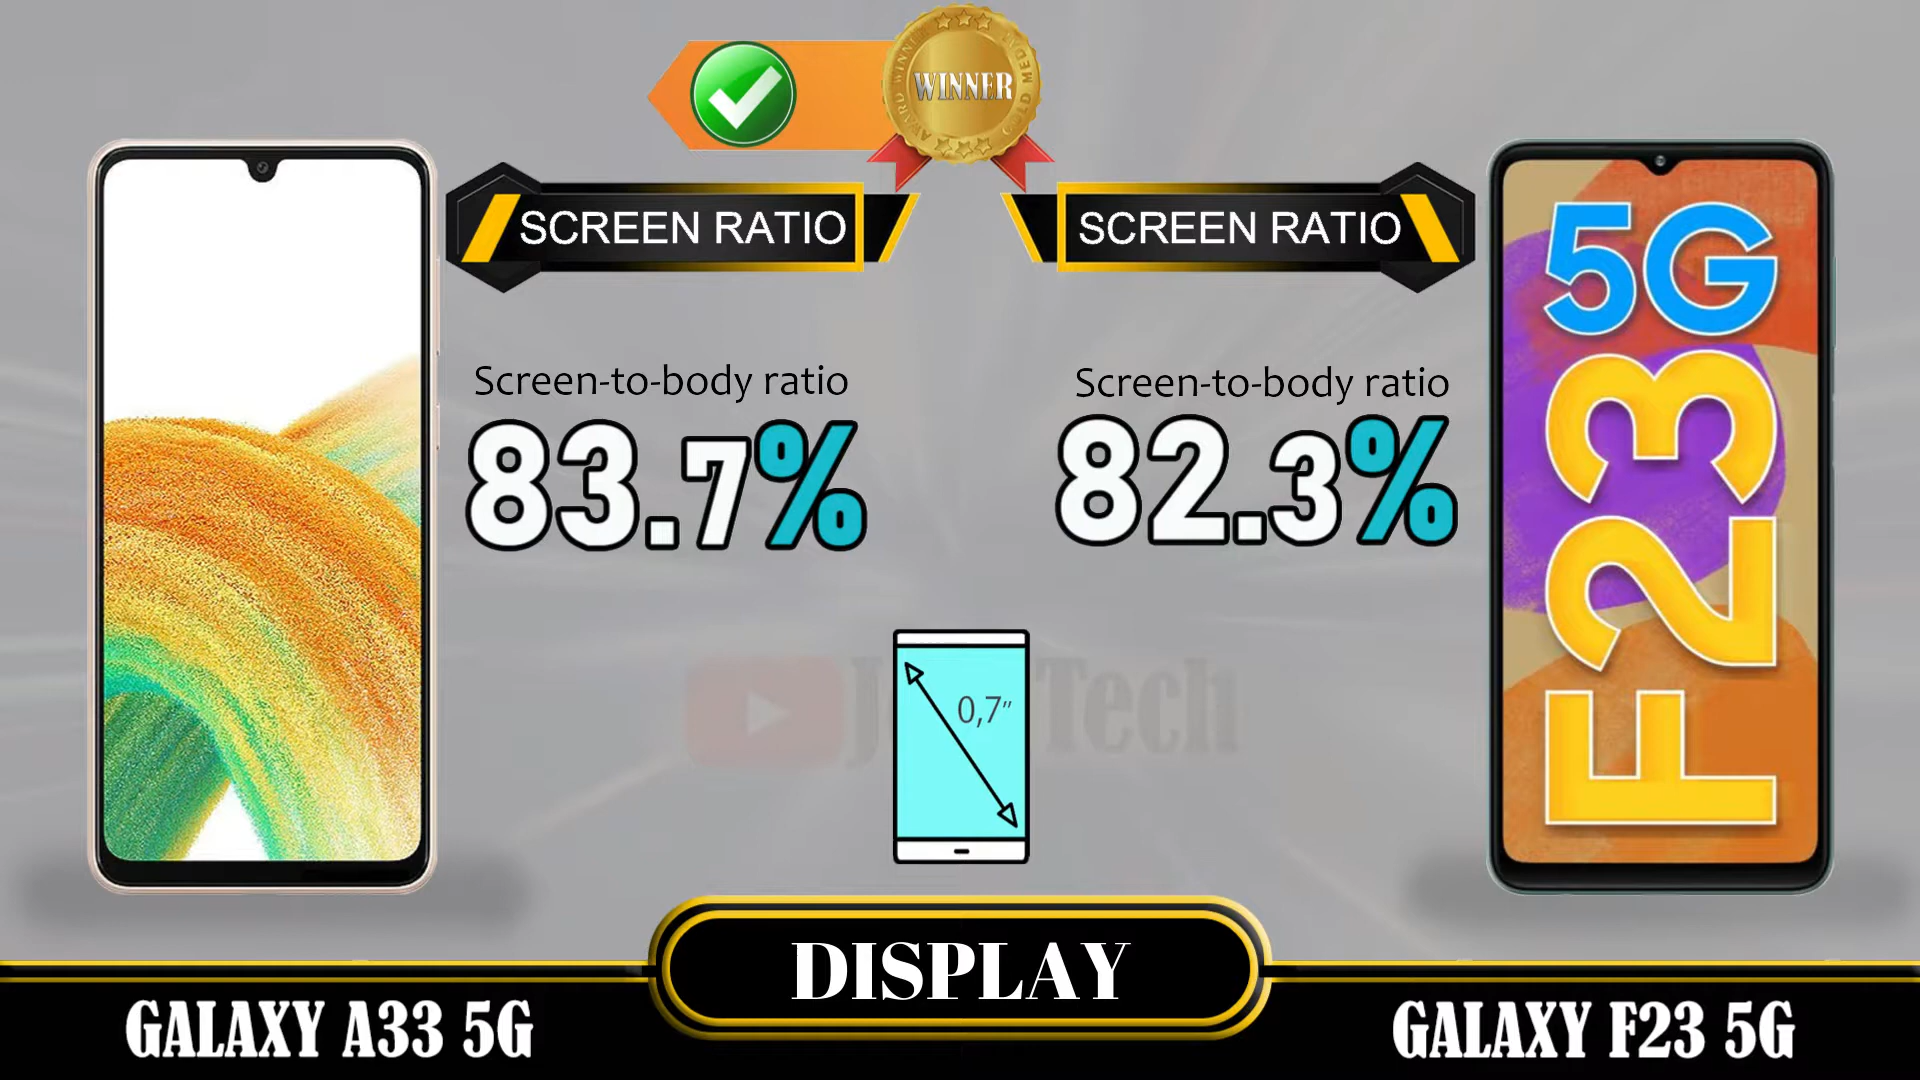 WINNER
SCREEN RATIO
SCREEN RATIO
Screen-to-body ratio
83.7%
Screen-to-body ratio
82.3%
5G
F23
0,7"
Tech
DISPLAY
GALAXY A33 5G
GALAXY F23 5G